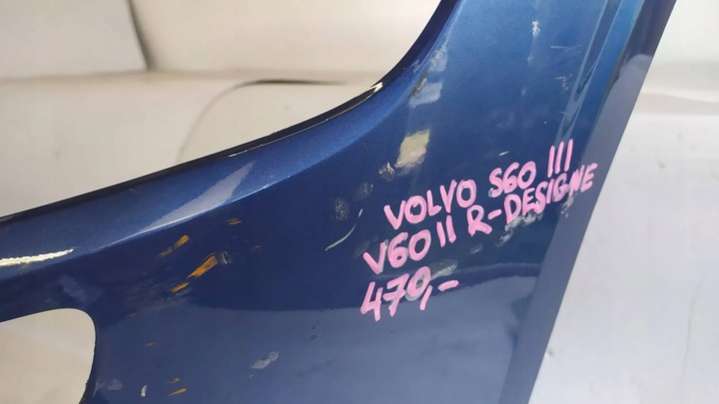 VOLVO S60 III
V60 II R-DESIGNE
470,-